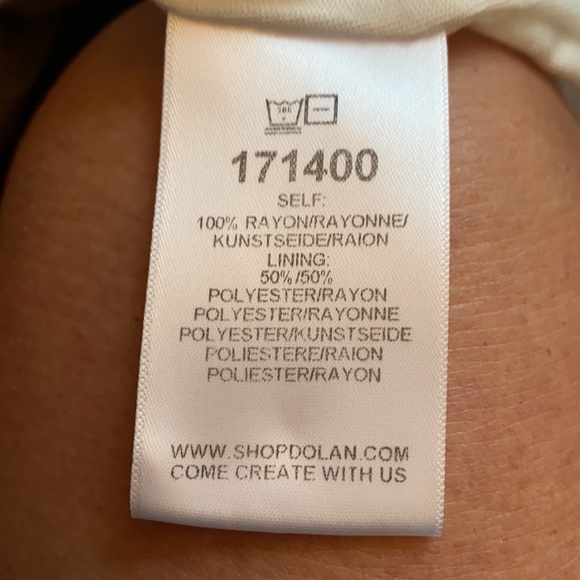 171400
SELF:
100% RAYON/RAYONNE/
KUNSTSEIDE/RAION
LINING:
50%/50%
POLYESTER/RAYON
POLYESTER/RAYONNE
POLYESTER/KUNSTSEIDE
POLIESTERE/RAION
POLIESTER/RAYON
WWW.SHOPDOLAN.COM
COME CREATE WITH US